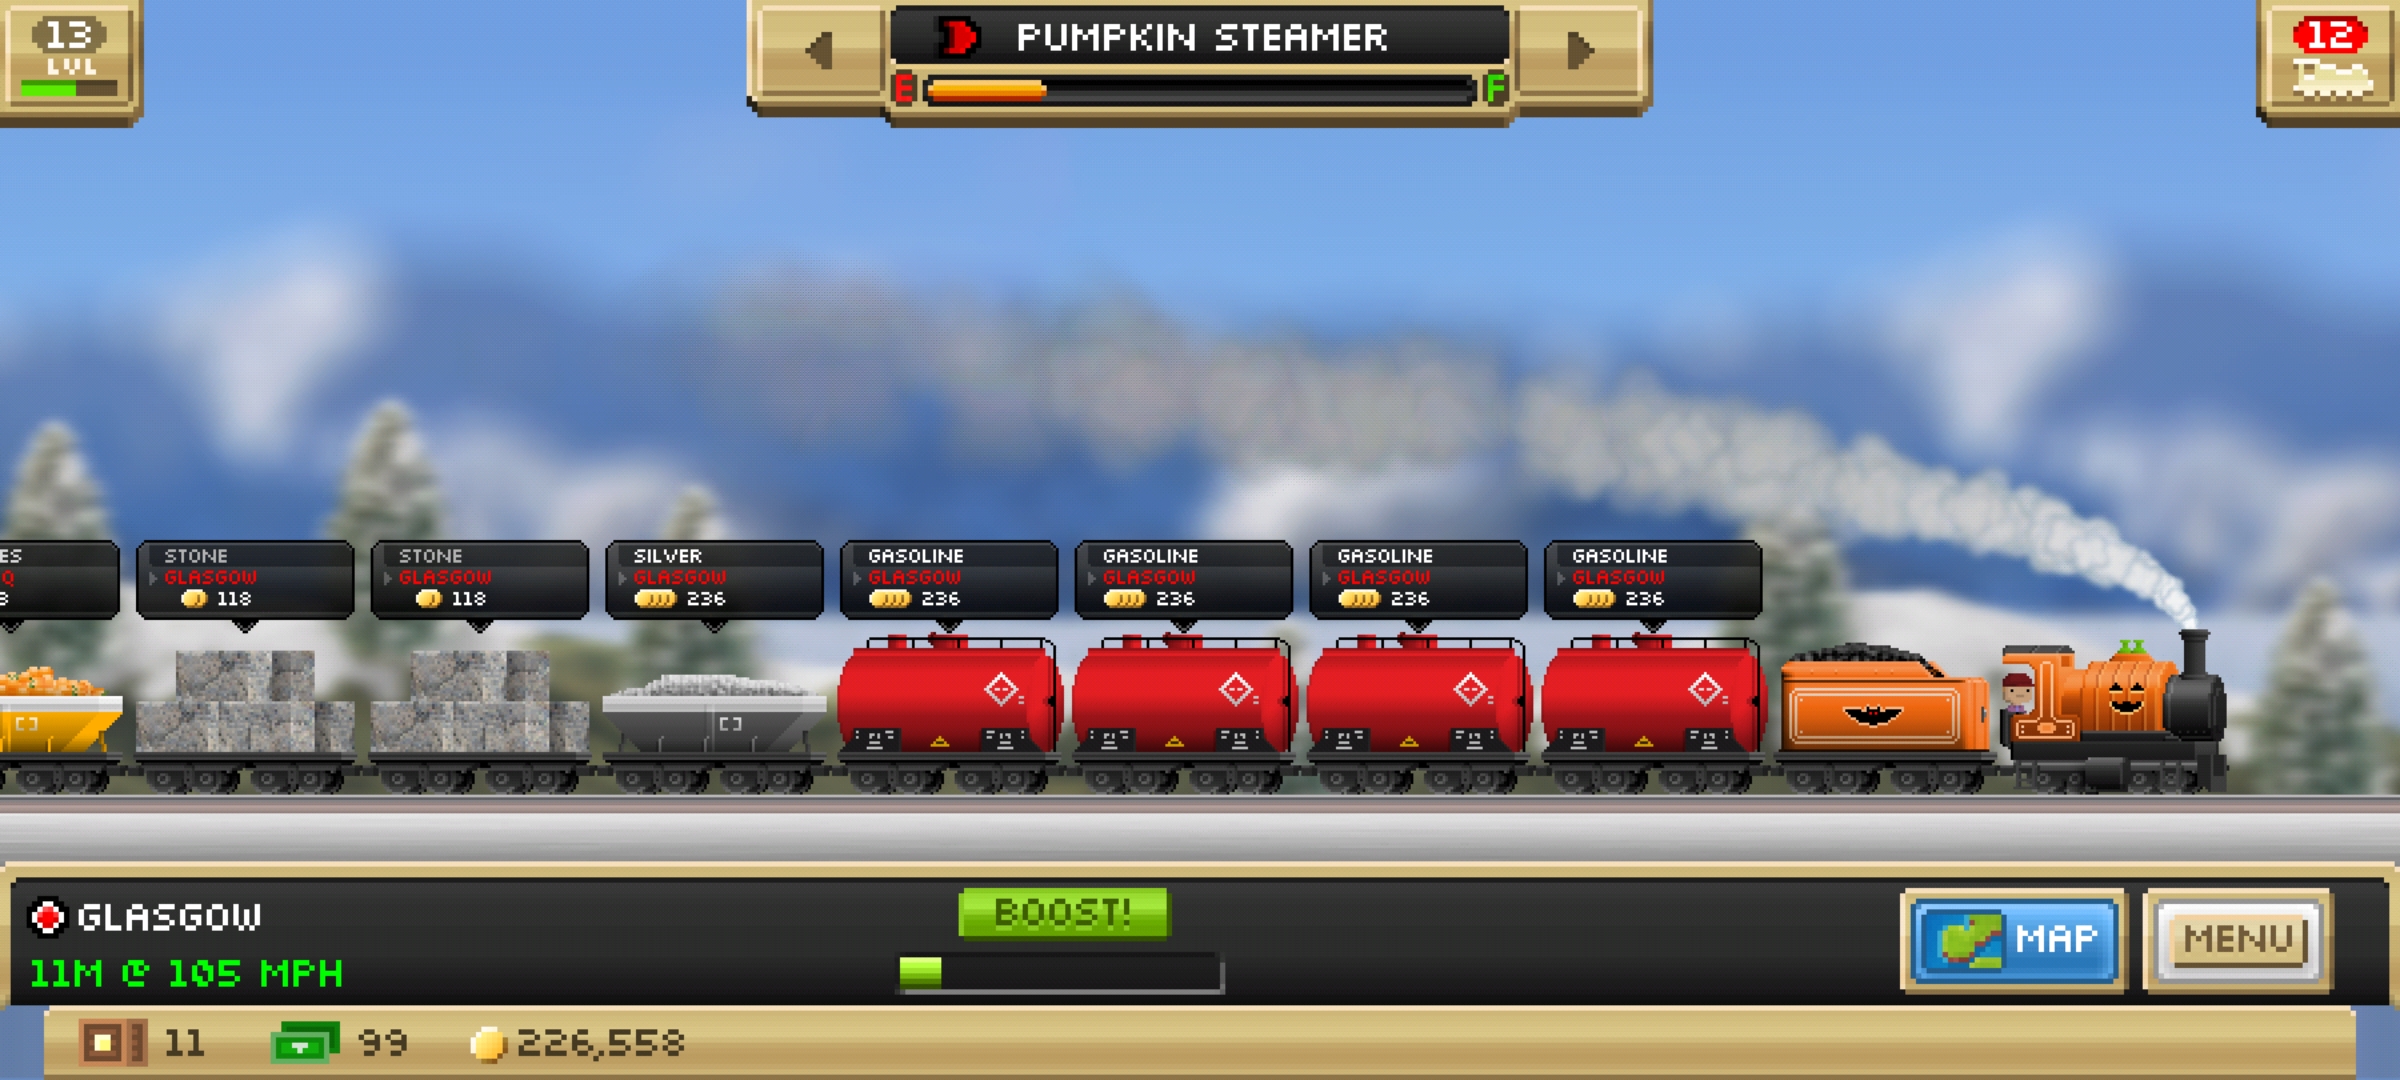 13
LVL
PUMPKIN STEAMER
E
F
12
ES
Q
STONE
GLASGOW
118
STONE
GLASGOW
118
SILVER
GLASGOW
236
GASOLINE
GLASGOW
236
GASOLINE
GLASGOW
236
GASOLINE
GLASGOW
236
GASOLINE
GLASGOW
236
GLASGOW
11M @ 105 MPH
BOOST!
MAP
MENU
11
99
226,558